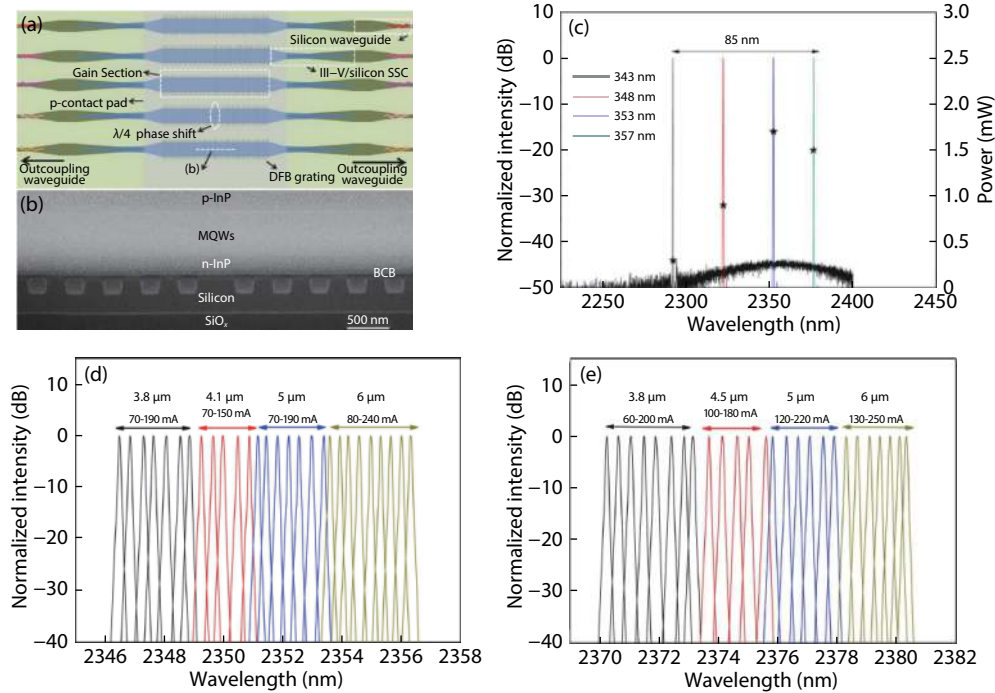 (a)
Silicon waveguide
III–V/silicon SSC
Gain Section
p-contact pad
λ/4 phase shift
(b)
DFB grating
Outcoupling
waveguide
Outcoupling
waveguide
(b)
p-InP
MQWs
n-InP
BCB
Silicon
SiOₓ
500 nm
(c)
85 nm
343 nm
348 nm
353 nm
357 nm
Normalized intensity (dB)
10
0
−10
−20
−30
−40
−50
Power (mW)
3.0
2.5
2.0
1.5
1.0
0.5
0
2250 2300 2350 2400 2450
Wavelength (nm)
(d)
3.8 μm 4.1 μm 5 μm 6 μm
70-190 mA 70-150 mA 70-190 mA 80-240 mA
Normalized intensity (dB)
10
0
−10
−20
−30
−40
2346 2348 2350 2352 2354 2356 2358
Wavelength (nm)
(e)
3.8 μm 4.5 μm 5 μm 6 μm
60-200 mA 100-180 mA 120-220 mA 130-250 mA
Normalized intensity (dB)
10
0
−10
−20
−30
−40
2370 2372 2374 2376 2378 2380 2382
Wavelength (nm)